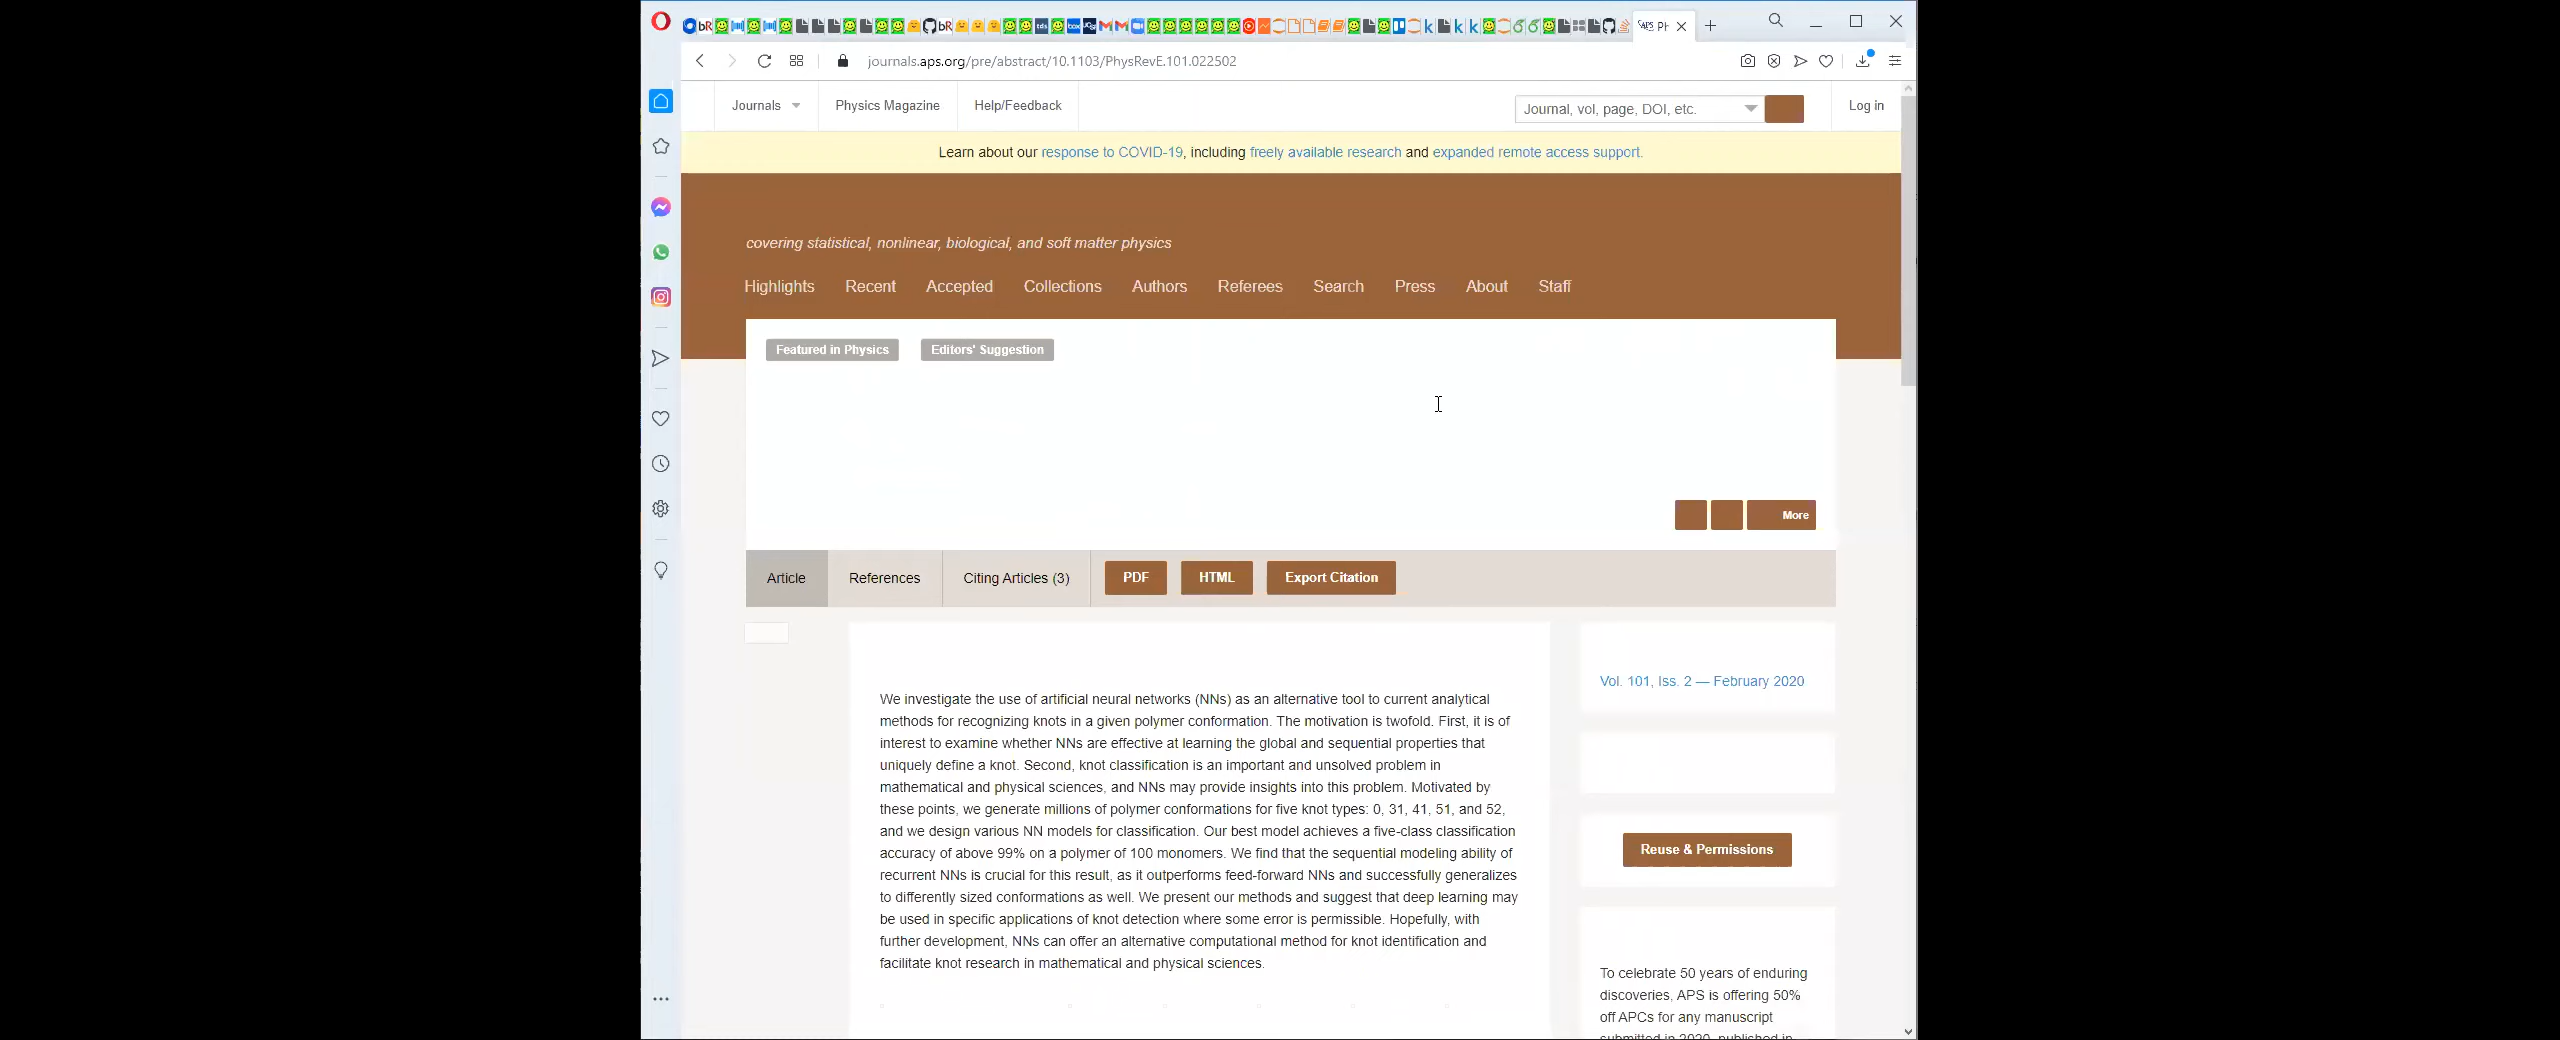 journals.aps.org/pre/abstract/10.1103/PhysRevE.101.022502
Journals
Physics Magazine
Help/Feedback
Journal, vol, page, DOI, etc.
Log in
Learn about our response to COVID-19, including freely available research and expanded remote access support.
covering statistical, nonlinear, biological, and soft matter physics
Highlights Recent Accepted Collections Authors Referees Search Press About Staff
Featured in Physics
Editors' Suggestion
More
Article
References
Citing Articles (3)
PDF
HTML
Export Citation
We investigate the use of artificial neural networks (NNs) as an alternative tool to current analytical
methods for recognizing knots in a given polymer conformation. The motivation is twofold. First, it is of
interest to examine whether NNs are effective at learning the global and sequential properties that
uniquely define a knot. Second, knot classification is an important and unsolved problem in
mathematical and physical sciences, and NNs may provide insights into this problem. Motivated by
these points, we generate millions of polymer conformations for five knot types: 0, 31, 41, 51, and 52,
and we design various NN models for classification. Our best model achieves a five-class classification
accuracy of above 99% on a polymer of 100 monomers. We find that the sequential modeling ability of
recurrent NNs is crucial for this result, as it outperforms feed-forward NNs and successfully generalizes
to differently sized conformations as well. We present our methods and suggest that deep learning may
be used in specific applications of knot detection where some error is permissible. Hopefully, with
further development, NNs can offer an alternative computational method for knot identification and
facilitate knot research in mathematical and physical sciences.
Vol. 101, Iss. 2 — February 2020
Reuse & Permissions
To celebrate 50 years of enduring
discoveries, APS is offering 50%
off APCs for any manuscript
submitted in 2020, published in